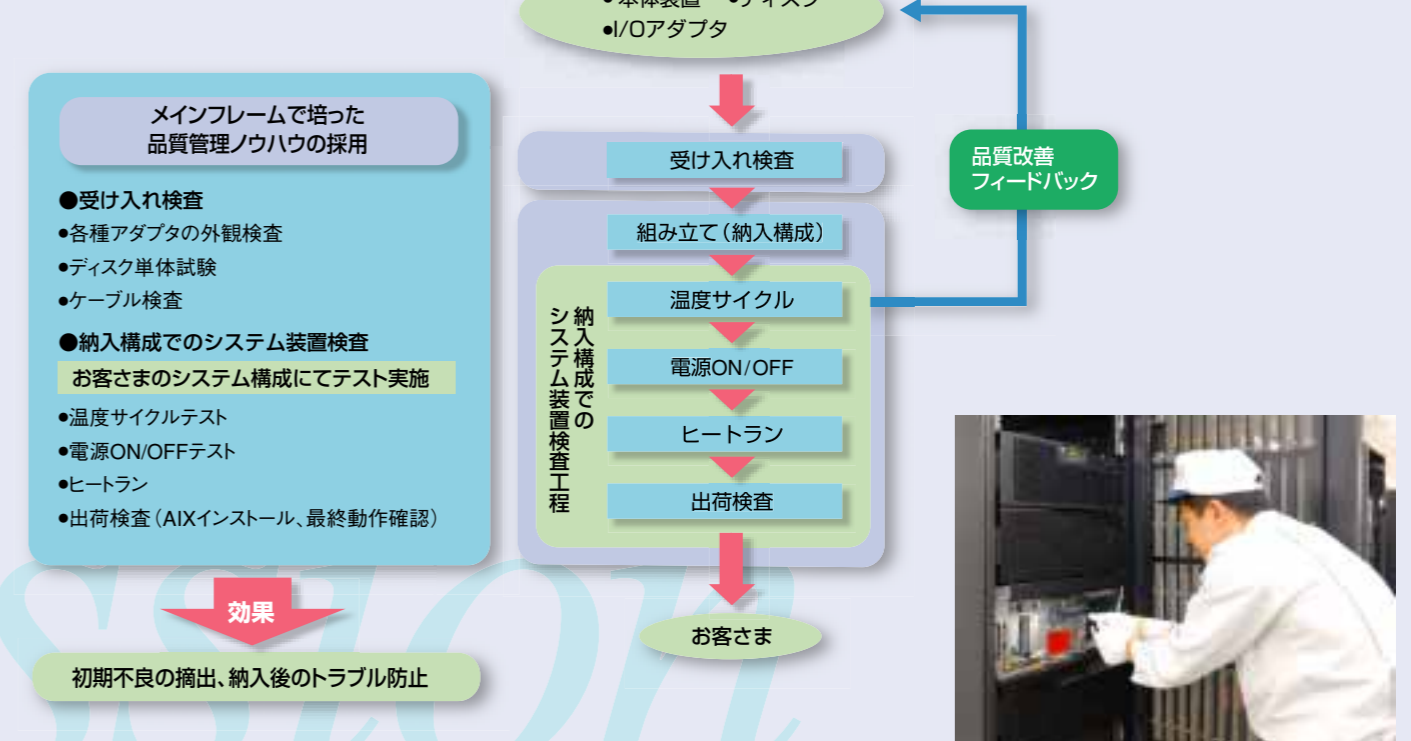 •本体装置 •ディスク
•I/Oアダプタ
メインフレームで培った
品質管理ノウハウの採用
●受け入れ検査
•各種アダプタの外観検査
•ディスク単体試験
•ケーブル検査
●納入構成でのシステム装置検査
お客さまのシステム構成にてテスト実施
•温度サイクルテスト
•電源ON/OFFテスト
•ヒートラン
•出荷検査(AIXインストール、最終動作確認)
効果
初期不良の摘出、納入後のトラブル防止
受け入れ検査
組み立て(納入構成)
納入構成での
システム装置検査工程
温度サイクル
電源ON/OFF
ヒートラン
出荷検査
お客さま
品質改善
フィードバック
ssion